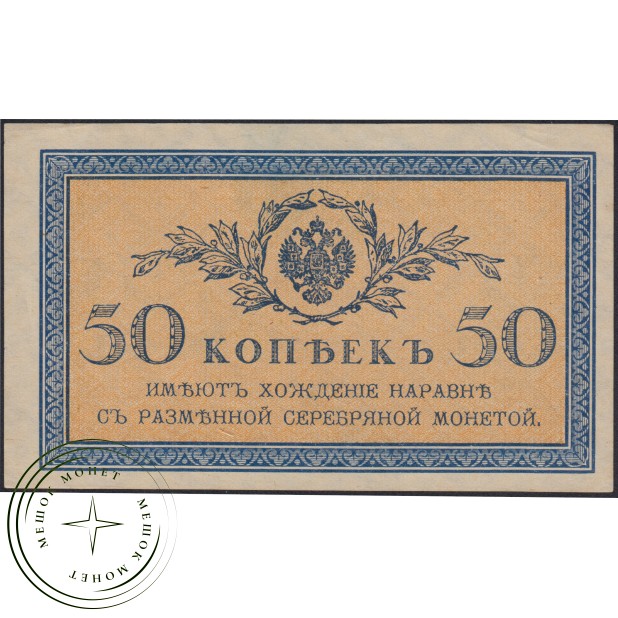 50 КОПѢЕКЪ 50
ИМѢЮТЪ ХОЖДЕНІЕ НАРАВНѢ
СЪ РАЗМѢННОЙ СЕРЕБРЯНОЙ МОНЕТОЙ.
МЕШОК МОНЕТ
МЕШОК МОНЕТ